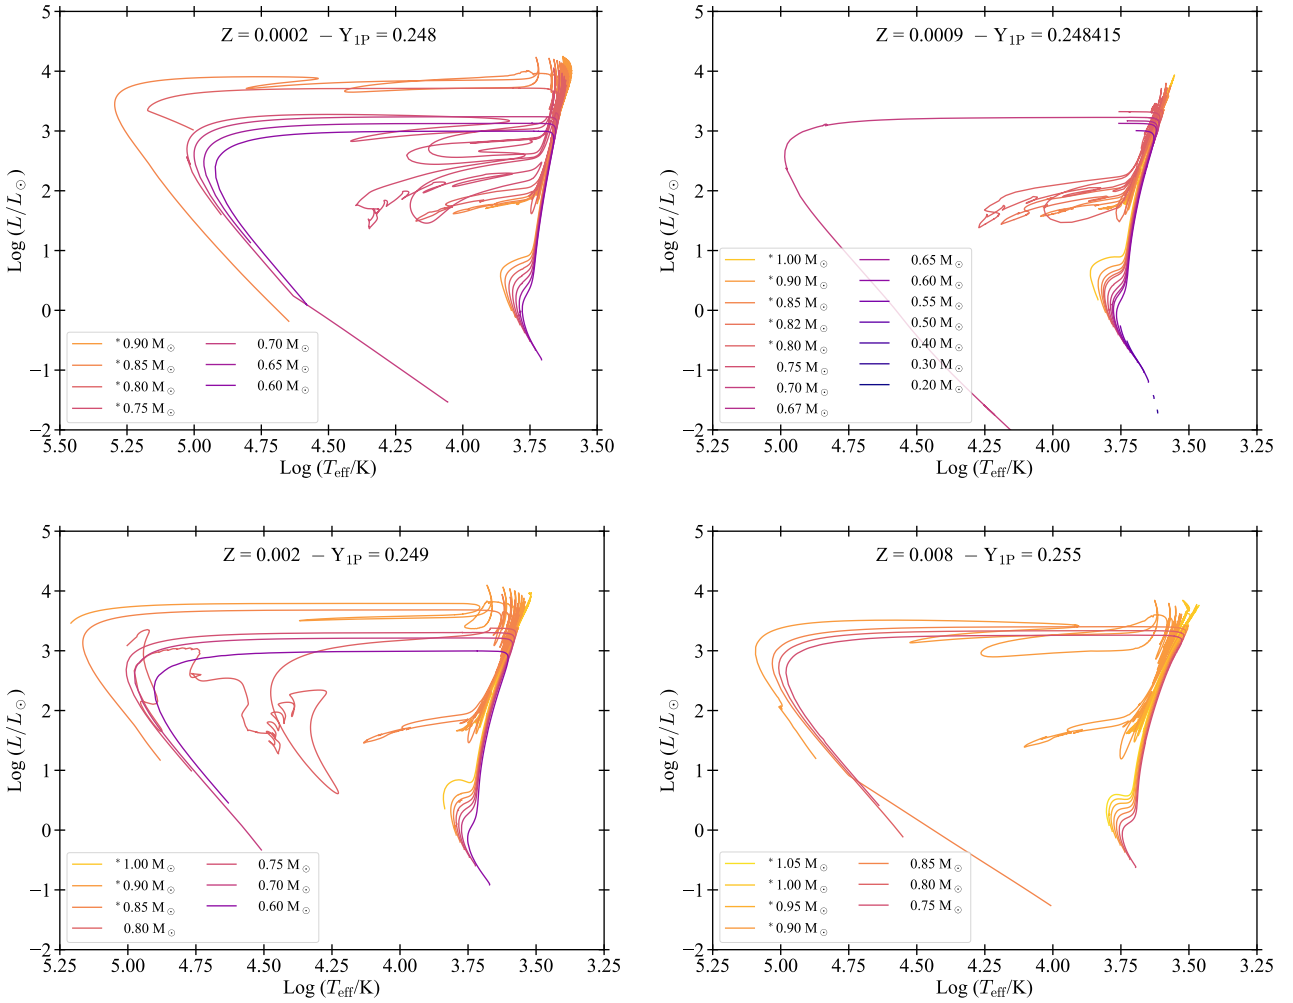 Z = 0.0002 − Y1P = 0.248
5
4
3
2
1
0
−1
−2
Log (L/L☉)
*0.90 M☉
*0.85 M☉
*0.80 M☉
*0.75 M☉
0.70 M☉
0.65 M☉
0.60 M☉
5.50 5.25 5.00 4.75 4.50 4.25 4.00 3.75 3.50
Log (Teff/K)
Z = 0.0009 − Y1P = 0.248415
5
4
3
2
1
0
−1
−2
Log (L/L☉)
*1.00 M☉
*0.90 M☉
*0.85 M☉
*0.82 M☉
*0.80 M☉
0.75 M☉
0.70 M☉
0.67 M☉
0.65 M☉
0.60 M☉
0.55 M☉
0.50 M☉
0.40 M☉
0.30 M☉
0.20 M☉
5.25 5.00 4.75 4.50 4.25 4.00 3.75 3.50 3.25
Log (Teff/K)
Z = 0.002 − Y1P = 0.249
5
4
3
2
1
0
−1
−2
Log (L/L☉)
*1.00 M☉
*0.90 M☉
*0.85 M☉
0.80 M☉
0.75 M☉
0.70 M☉
0.60 M☉
5.25 5.00 4.75 4.50 4.25 4.00 3.75 3.50 3.25
Log (Teff/K)
Z = 0.008 − Y1P = 0.255
5
4
3
2
1
0
−1
−2
Log (L/L☉)
*1.05 M☉
*1.00 M☉
*0.95 M☉
*0.90 M☉
0.85 M☉
0.80 M☉
0.75 M☉
5.25 5.00 4.75 4.50 4.25 4.00 3.75 3.50 3.25
Log (Teff/K)